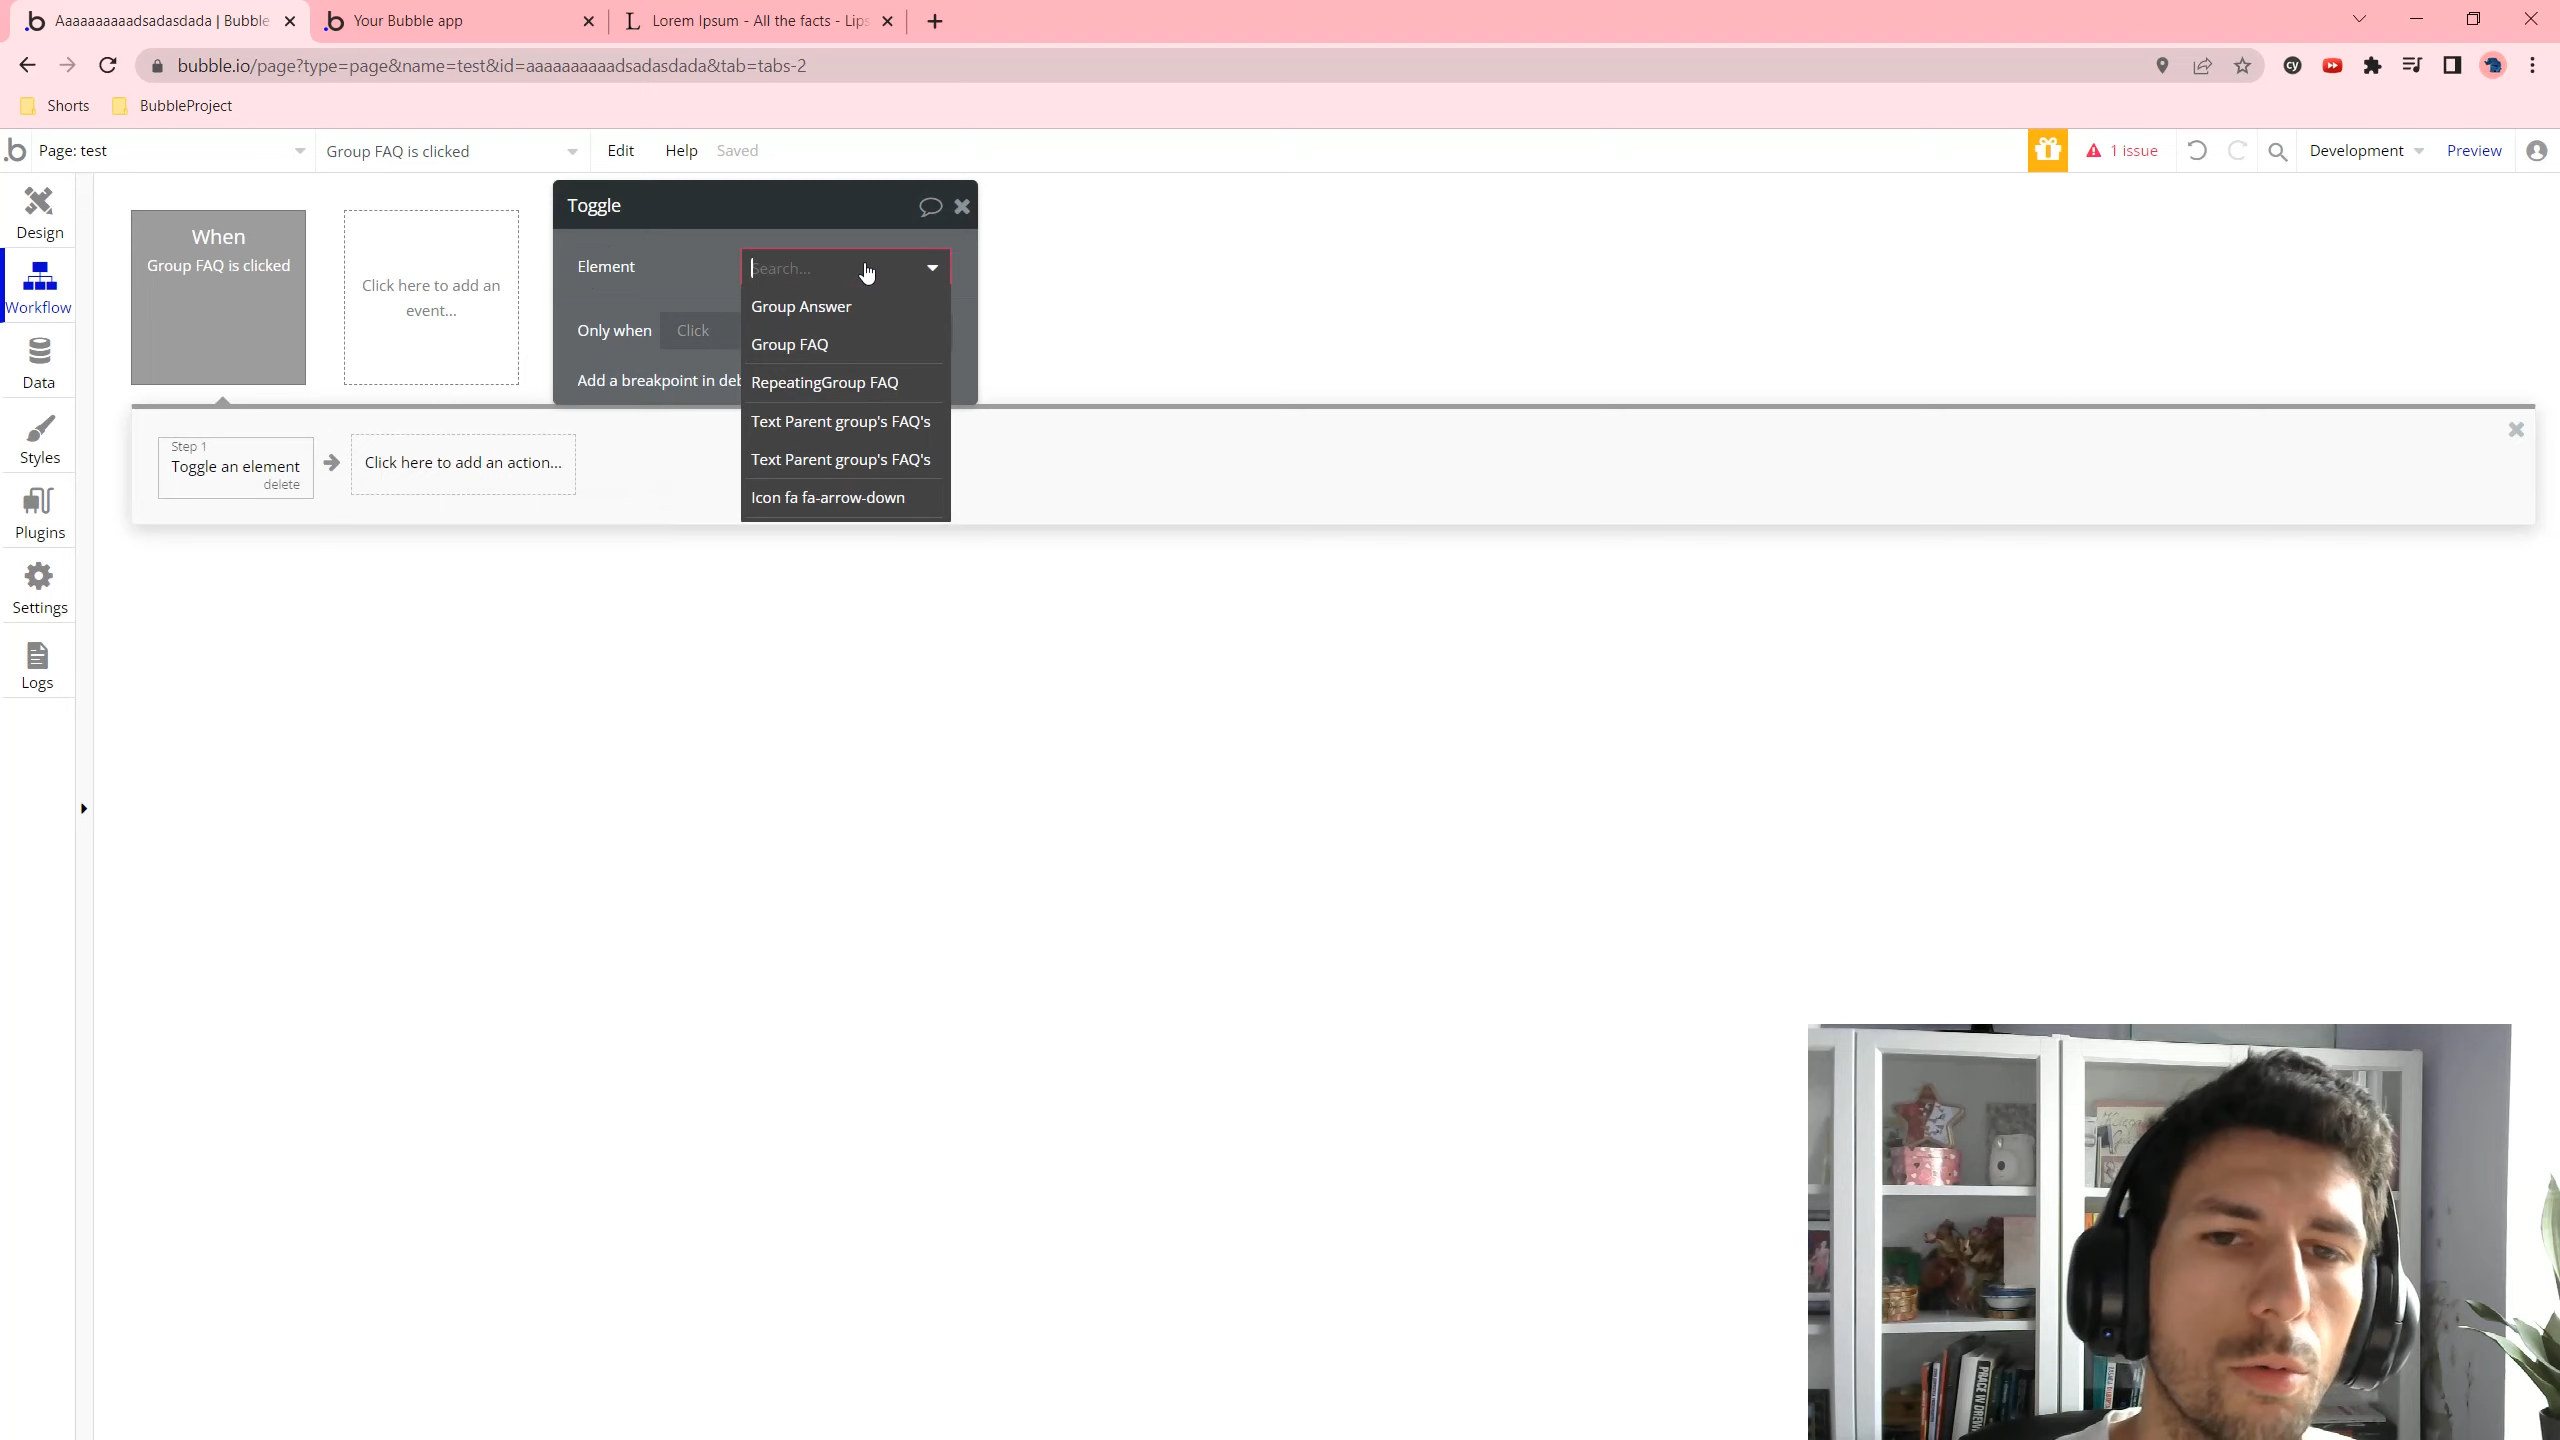 Aaaaaaaaaadsadasdada | Bubble
Your Bubble app
Lorem Ipsum - All the facts - Lips
bubble.io/page?type=page&name=test&id=aaaaaaaaaadsadasdada&tab=tabs-2
Shorts
BubbleProject
Page: test
Group FAQ is clicked
Edit
Help
Saved
1 issue
Development
Preview
Design
Workflow
Data
Styles
Plugins
Settings
Logs
When
Group FAQ is clicked
Click here to add an
event...
Toggle
Element
Search...
Only when
Click
Add a breakpoint in deb
Group Answer
Group FAQ
RepeatingGroup FAQ
Text Parent group's FAQ's
Text Parent group's FAQ's
Icon fa fa-arrow-down
Step 1
Toggle an element
delete
Click here to add an action...